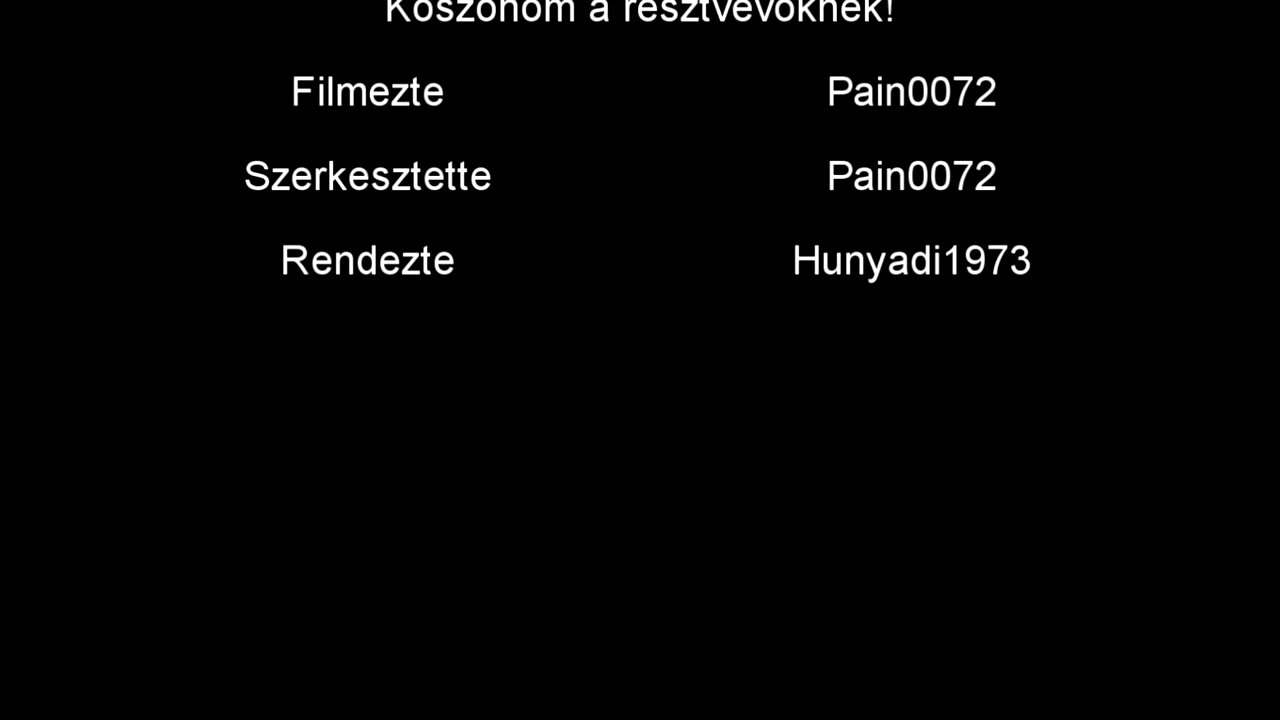 Köszönöm a résztvevőknek!
Filmezte Pain0072
Szerkesztette Pain0072
Rendezte Hunyadi1973